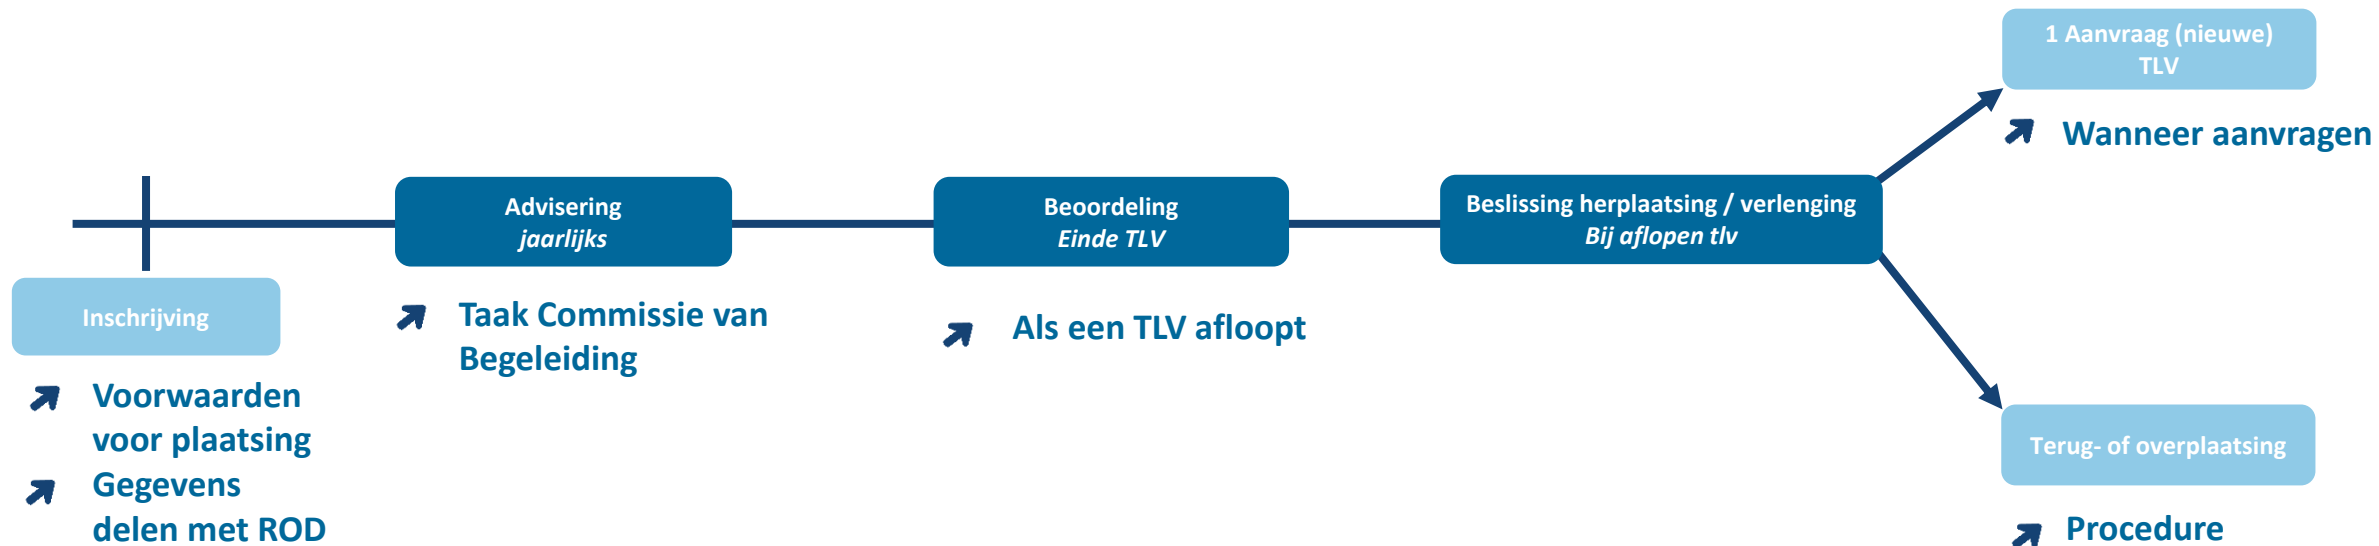 Inschrijving
Voorwaarden
voor plaatsing
Gegevens
delen met ROD
Advisering
jaarlijks
Taak Commissie van
Begeleiding
Beoordeling
Einde TLV
Als een TLV afloopt
Beslissing herplaatsing / verlenging
Bij aflopen tlv
1 Aanvraag (nieuwe)
TLV
Wanneer aanvragen
Terug- of overplaatsing
Procedure